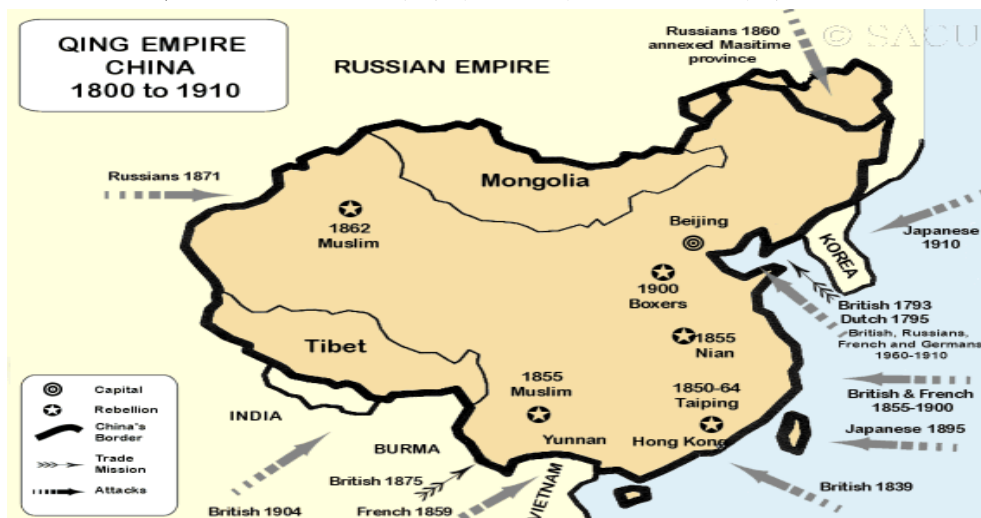 QING EMPIRE
CHINA
1800 to 1910
RUSSIAN EMPIRE
Russians 1860
annexed Masitime
province
© SACU
Russians 1871
Mongolia
1862
Muslim
Beijing
KOREA
Japanese
1910
1900
Boxers
British 1793
Dutch 1795
British, Russians,
French and Germans
1960-1910
Tibet
1855
Nian
1855
Muslim
1850-64
Taiping
British & French
1855-1900
Capital
Rebellion
China's
Border
Trade
Mission
Attacks
INDIA
Yunnan
Hong Kong
Japanese 1895
BURMA
British 1875
VIETNAM
British 1839
British 1904
French 1859